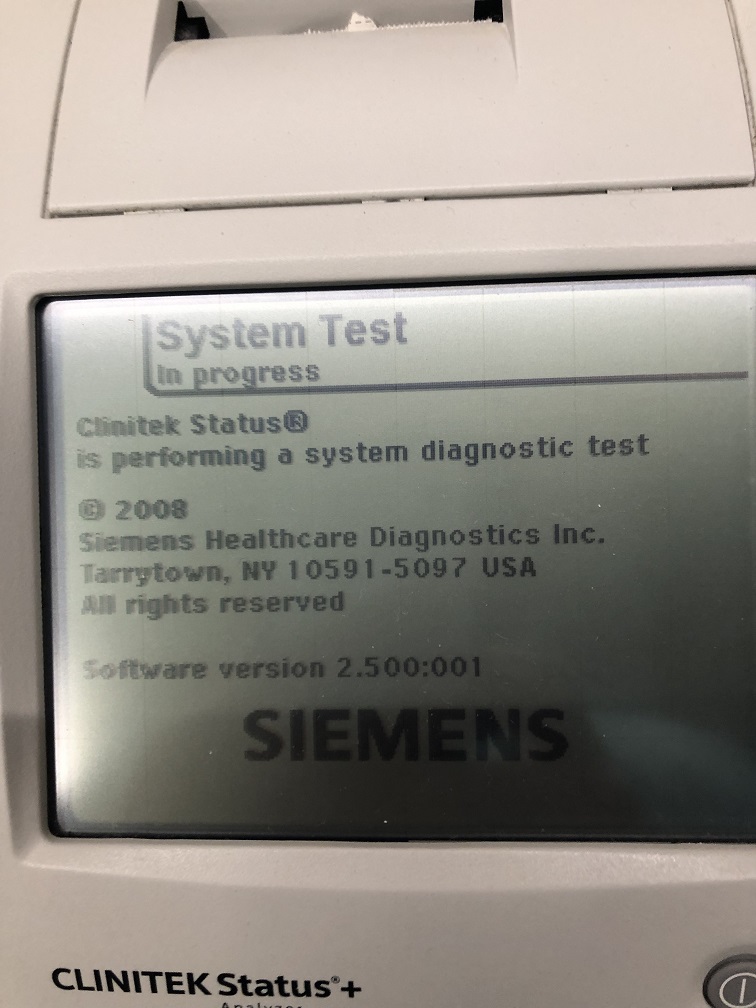 System Test
In progress
Clinitek Status®
is performing a system diagnostic test
© 2008
Siemens Healthcare Diagnostics Inc.
Tarrytown, NY 10591-5097 USA
All rights reserved
Software version 2.500:001
SIEMENS
CLINITEK Status®+
Analyzer